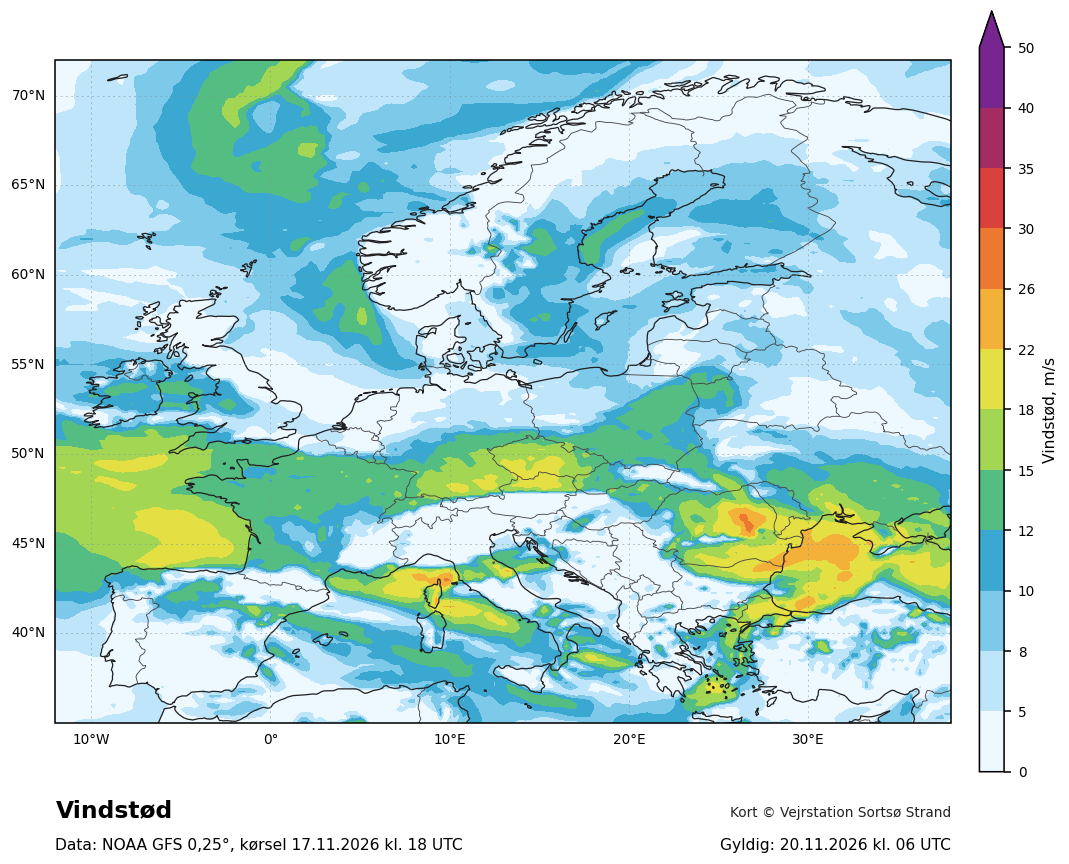 50
40
35
30
26
22
18
15
12
10
8
5
0
Vindstød, m/s
70°N
65°N
60°N
55°N
50°N
45°N
40°N
10°W
0°
10°E
20°E
30°E
Vindstød
Kort © Vejrstation Sortsø Strand
Data: NOAA GFS 0,25°, kørsel 17.11.2026 kl. 18 UTC
Gyldig: 20.11.2026 kl. 06 UTC